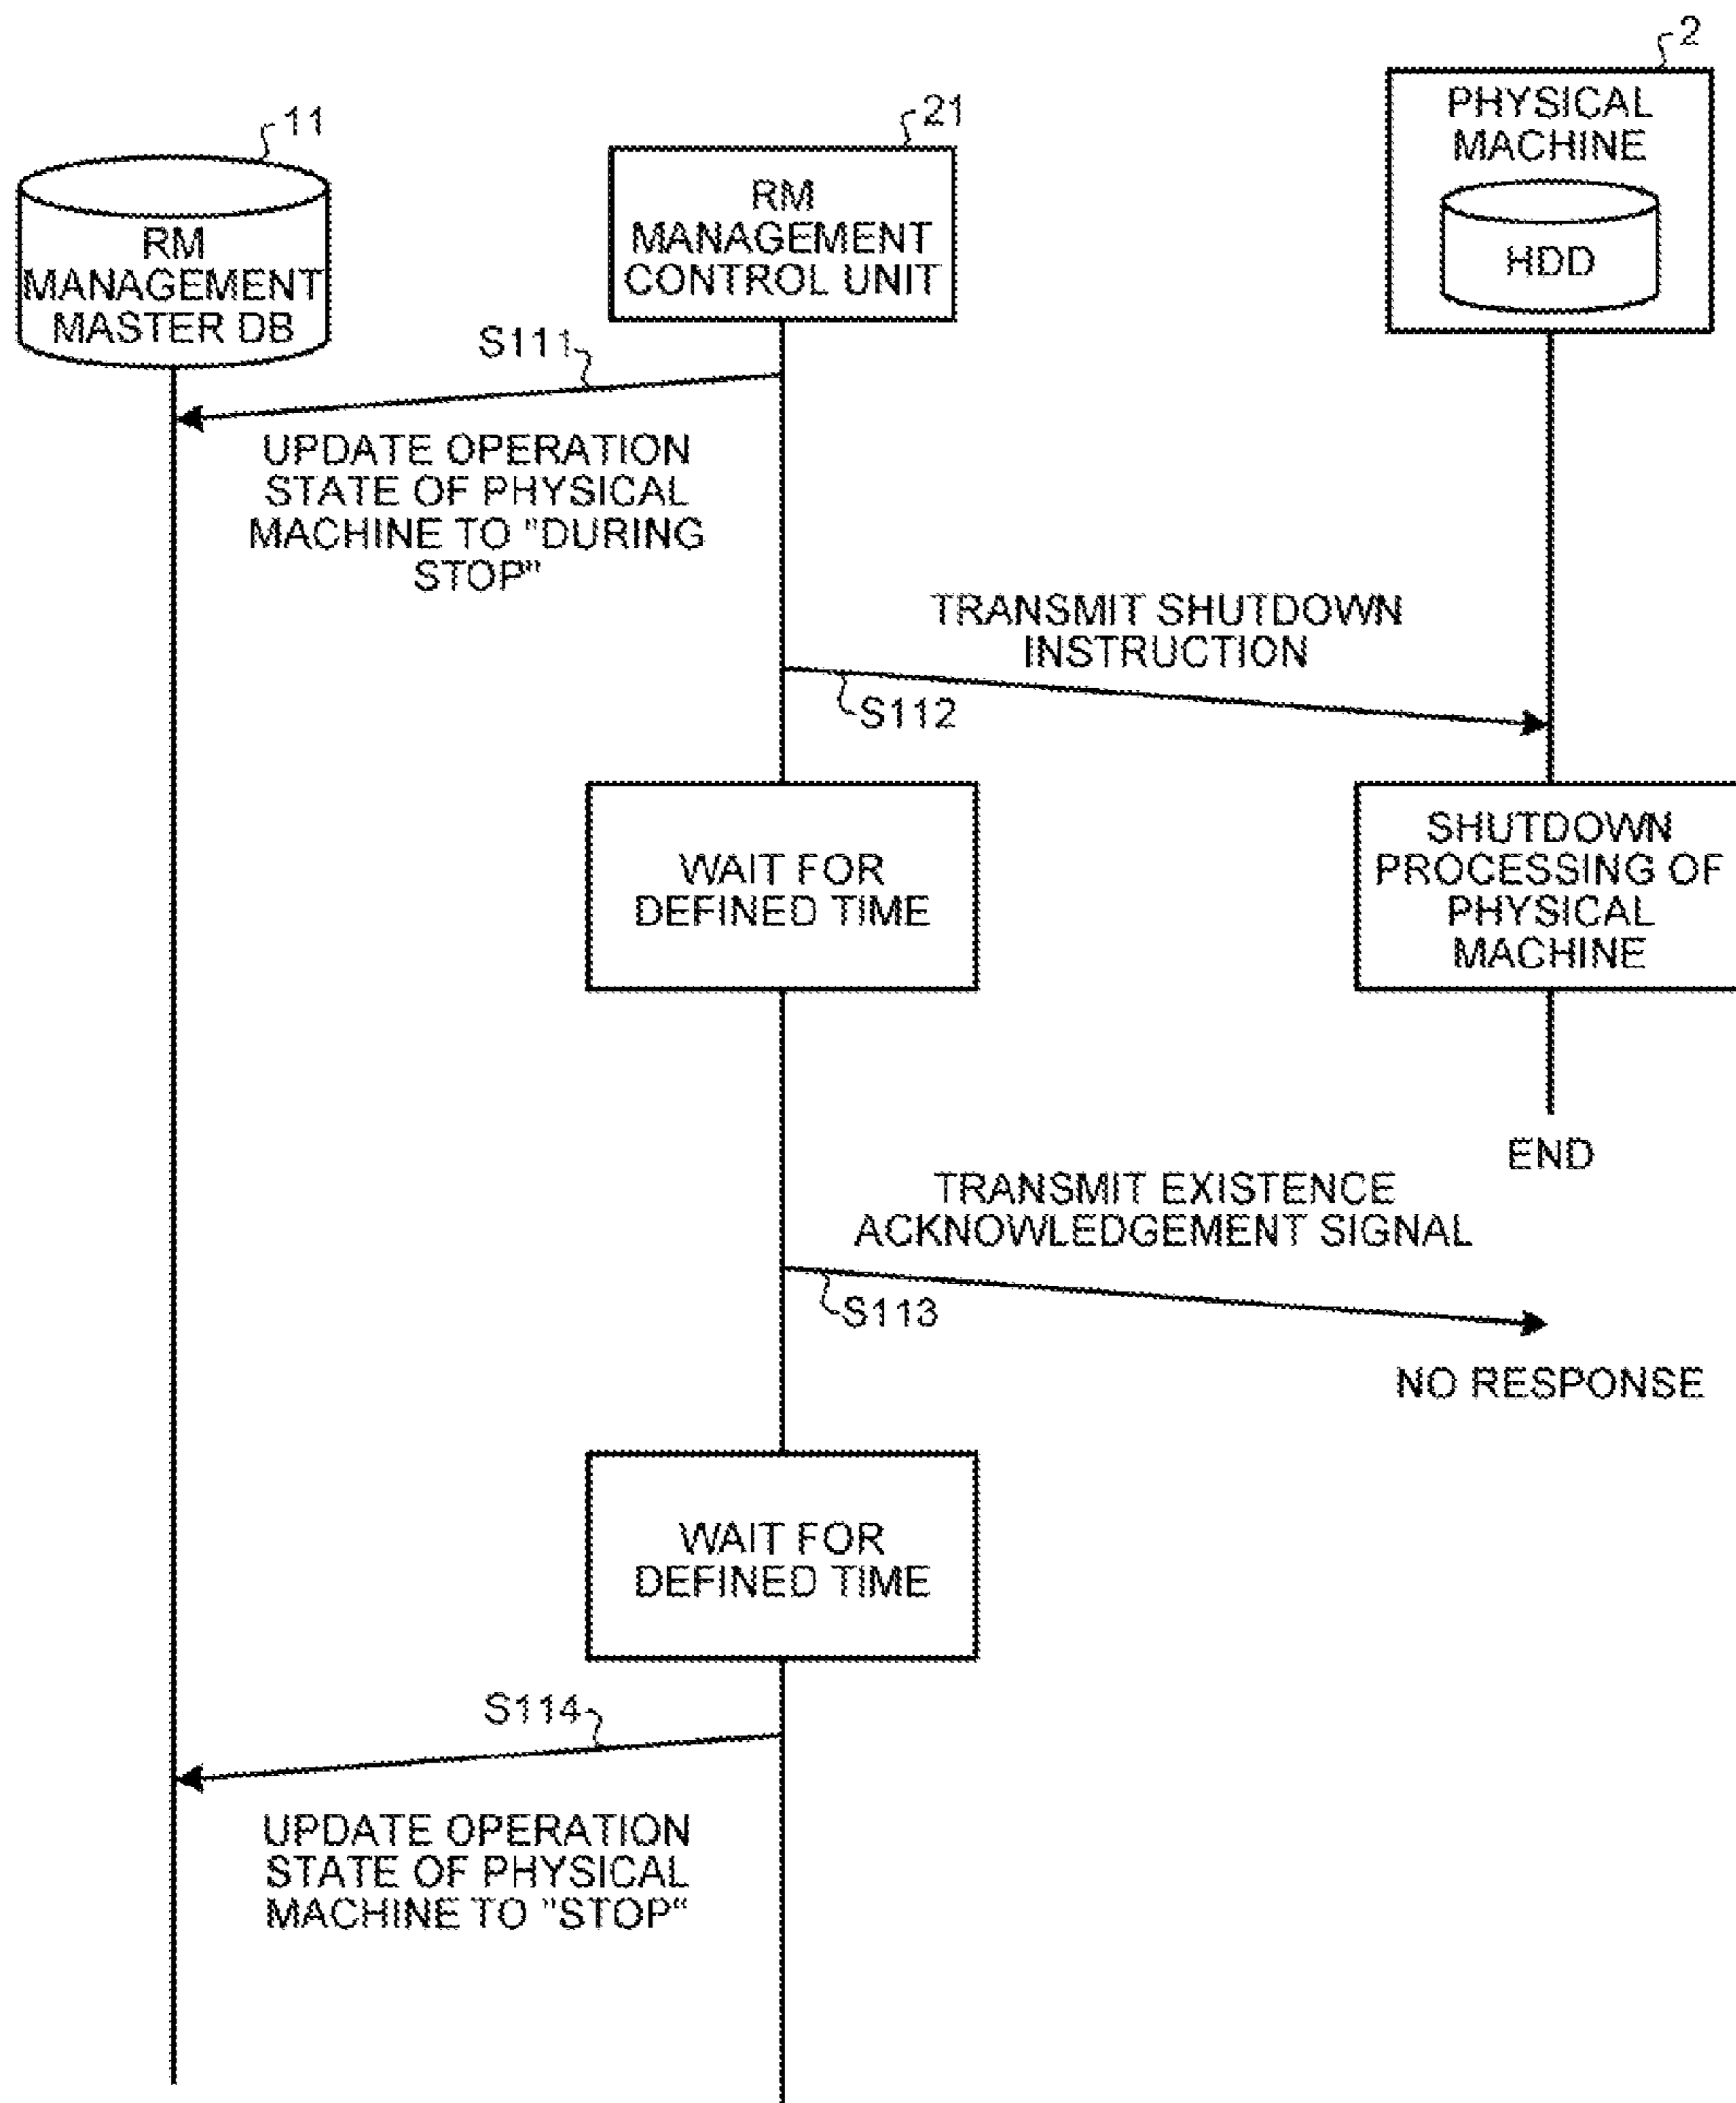 2
11
21
PHYSICAL
MACHINE
HDD
RM
MANAGEMENT
CONTROL UNIT
RM
MANAGEMENT
MASTER DB
S111
UPDATE OPERATION
STATE OF PHYSICAL
MACHINE TO "DURING
STOP"
TRANSMIT SHUTDOWN
INSTRUCTION
S112
WAIT FOR
DEFINED TIME
SHUTDOWN
PROCESSING OF
PHYSICAL
MACHINE
END
TRANSMIT EXISTENCE
ACKNOWLEDGEMENT SIGNAL
S113
NO RESPONSE
WAIT FOR
DEFINED TIME
S114
UPDATE OPERATION
STATE OF PHYSICAL
MACHINE TO "STOP"